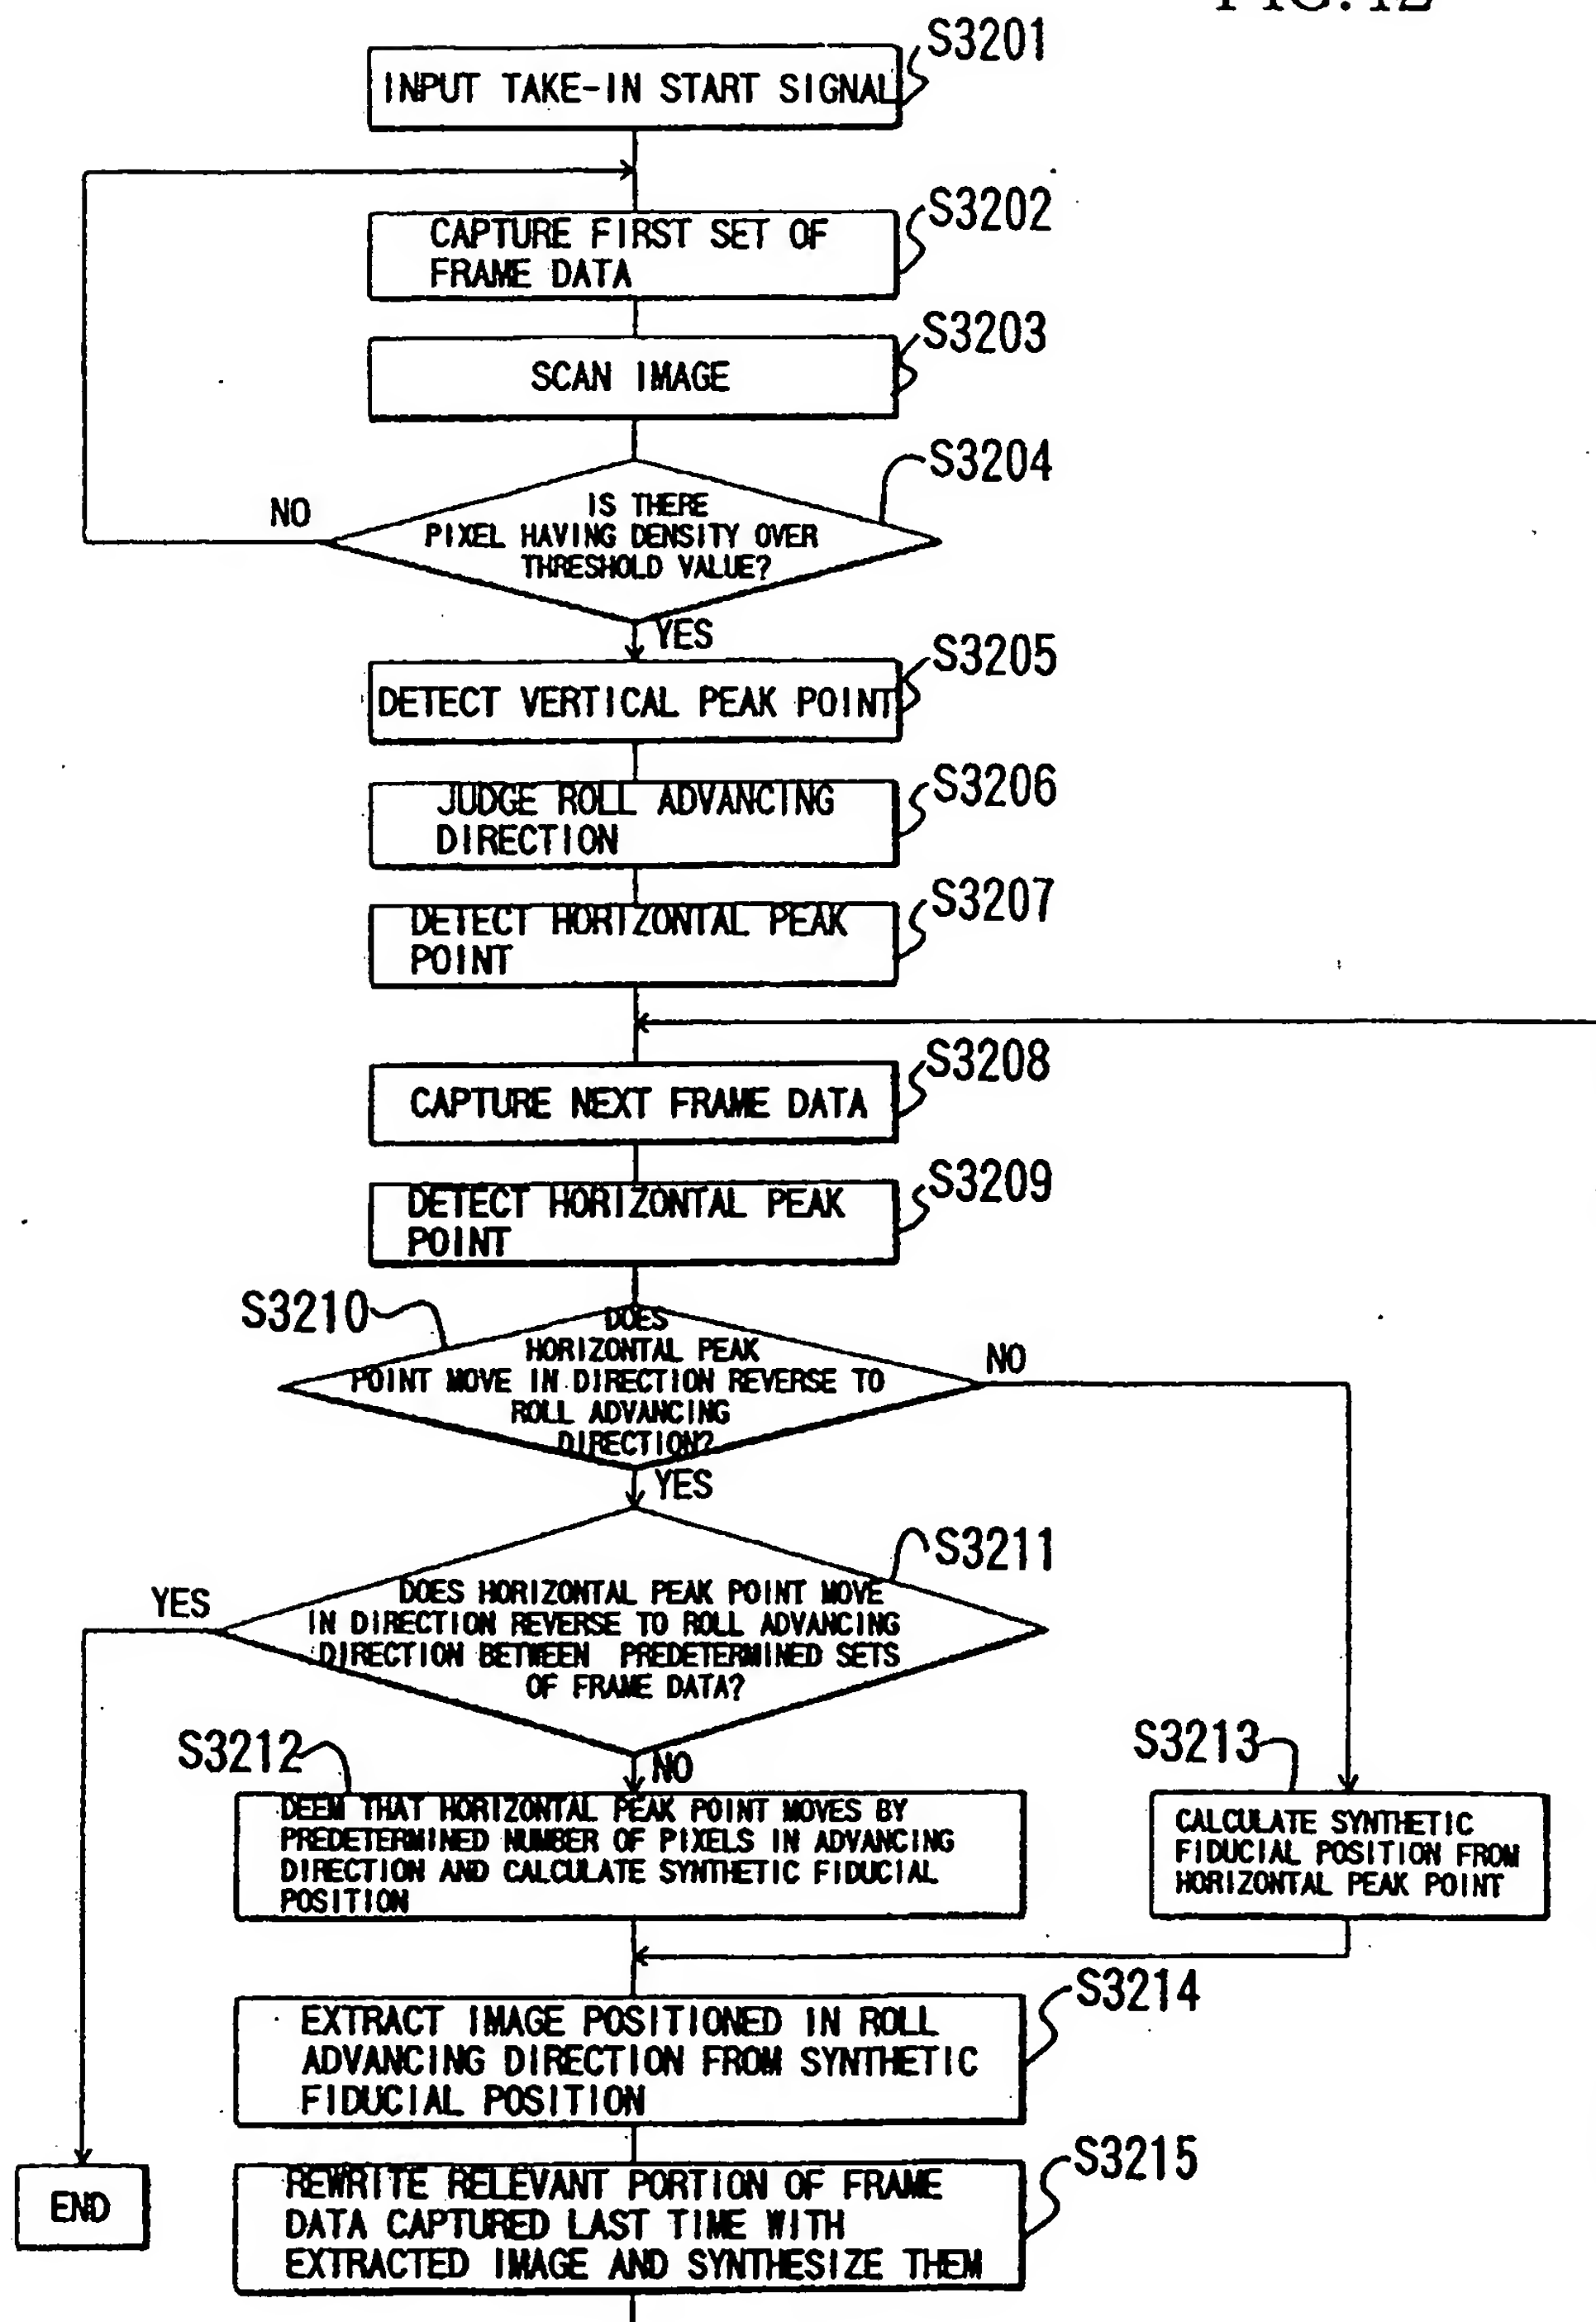 FIG.12
S3201
INPUT TAKE-IN START SIGNAL
S3202
CAPTURE FIRST SET OF
FRAME DATA
S3203
SCAN IMAGE
S3204
NO
IS THERE
PIXEL HAVING DENSITY OVER
THRESHOLD VALUE?
YES
S3205
DETECT VERTICAL PEAK POINT
S3206
JUDGE ROLL ADVANCING
DIRECTION
S3207
DETECT HORIZONTAL PEAK
POINT
S3208
CAPTURE NEXT FRAME DATA
S3209
DETECT HORIZONTAL PEAK
POINT
S3210
DOES
HORIZONTAL PEAK
POINT MOVE IN DIRECTION REVERSE TO
ROLL ADVANCING
DIRECTION?
NO
YES
S3211
YES
DOES HORIZONTAL PEAK POINT MOVE
IN DIRECTION REVERSE TO ROLL ADVANCING
DIRECTION BETWEEN PREDETERMINED SETS
OF FRAME DATA?
NO
S3212
DEEM THAT HORIZONTAL PEAK POINT MOVES BY
PREDETERMINED NUMBER OF PIXELS IN ADVANCING
DIRECTION AND CALCULATE SYNTHETIC FIDUCIAL
POSITION
S3213
CALCULATE SYNTHETIC
FIDUCIAL POSITION FROM
HORIZONTAL PEAK POINT
S3214
EXTRACT IMAGE POSITIONED IN ROLL
ADVANCING DIRECTION FROM SYNTHETIC
FIDUCIAL POSITION
S3215
REWRITE RELEVANT PORTION OF FRAME
DATA CAPTURED LAST TIME WITH
EXTRACTED IMAGE AND SYNTHESIZE THEM
END